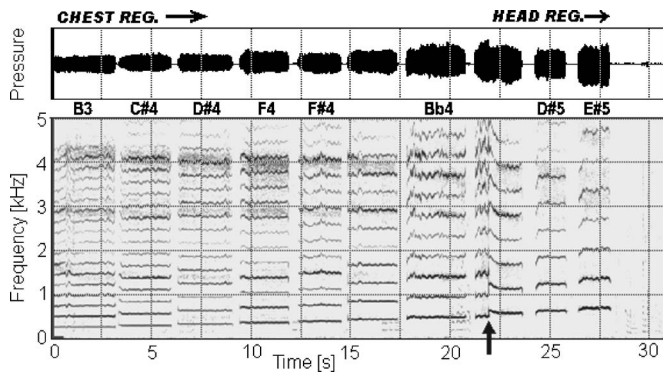 CHEST REG. → HEAD REG. →
Pressure
B3 C#4 D#4 F4 F#4 Bb4 D#5 E#5
Frequency [kHz]
5
4
3
2
1
0
0 5 10 15 20 25 30
Time [s]